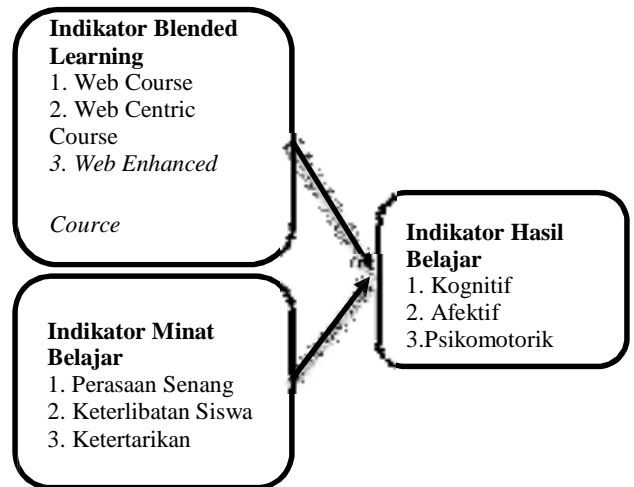 Indikator Blended
Learning
1. Web Course
2. Web Centric
Course
3. Web Enhanced
Cource
Indikator Minat
Belajar
1. Perasaan Senang
2. Keterlibatan Siswa
3. Ketertarikan
Indikator Hasil
Belajar
1. Kognitif
2. Afektif
3.Psikomotorik